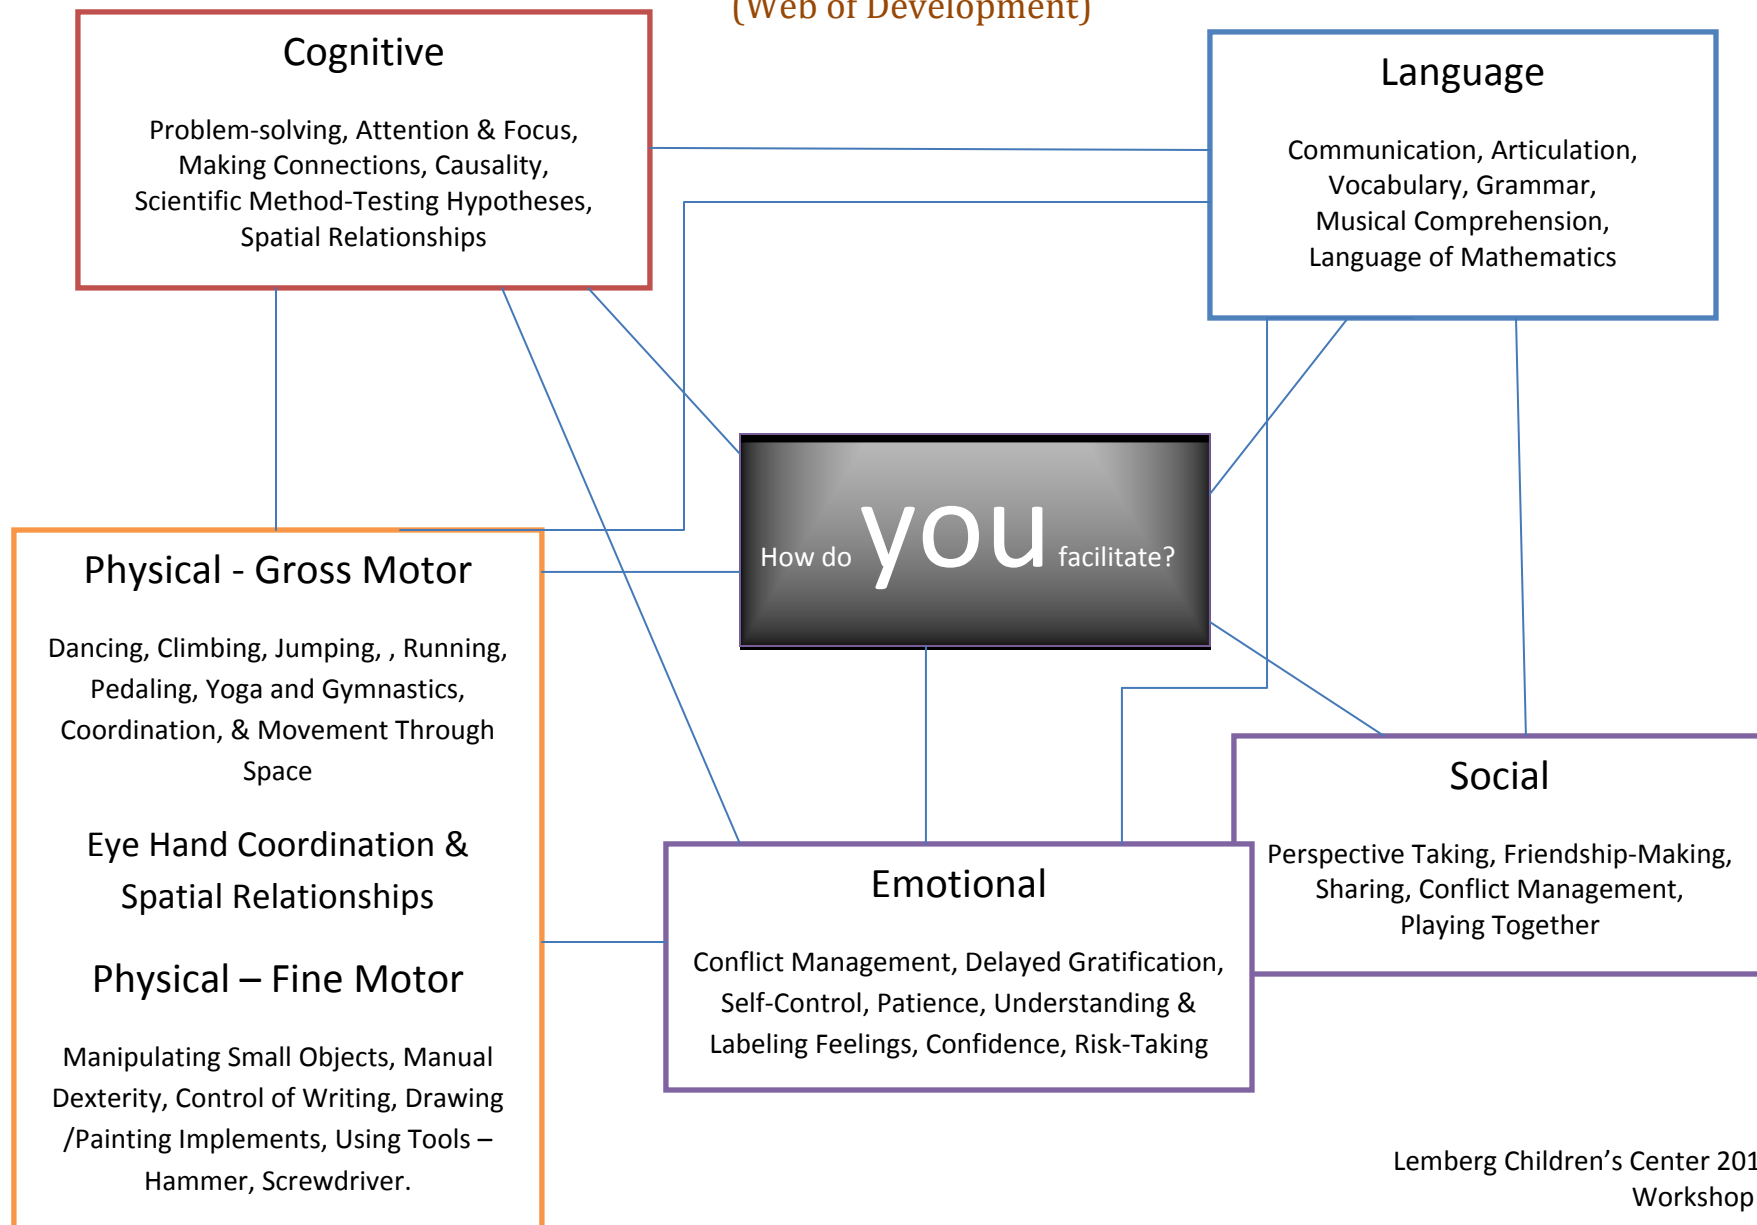 (Web of Development)
Cognitive
Problem-solving, Attention & Focus,
Making Connections, Causality,
Scientific Method-Testing Hypotheses,
Spatial Relationships
Language
Communication, Articulation,
Vocabulary, Grammar,
Musical Comprehension,
Language of Mathematics
How do you facilitate?
Physical - Gross Motor
Dancing, Climbing, Jumping, , Running,
Pedaling, Yoga and Gymnastics,
Coordination, & Movement Through
Space
Eye Hand Coordination &
Spatial Relationships
Physical – Fine Motor
Manipulating Small Objects, Manual
Dexterity, Control of Writing, Drawing
/Painting Implements, Using Tools –
Hammer, Screwdriver.
Emotional
Conflict Management, Delayed Gratification,
Self-Control, Patience, Understanding &
Labeling Feelings, Confidence, Risk-Taking
Social
Perspective Taking, Friendship-Making,
Sharing, Conflict Management,
Playing Together
Lemberg Children's Center 201
Workshop